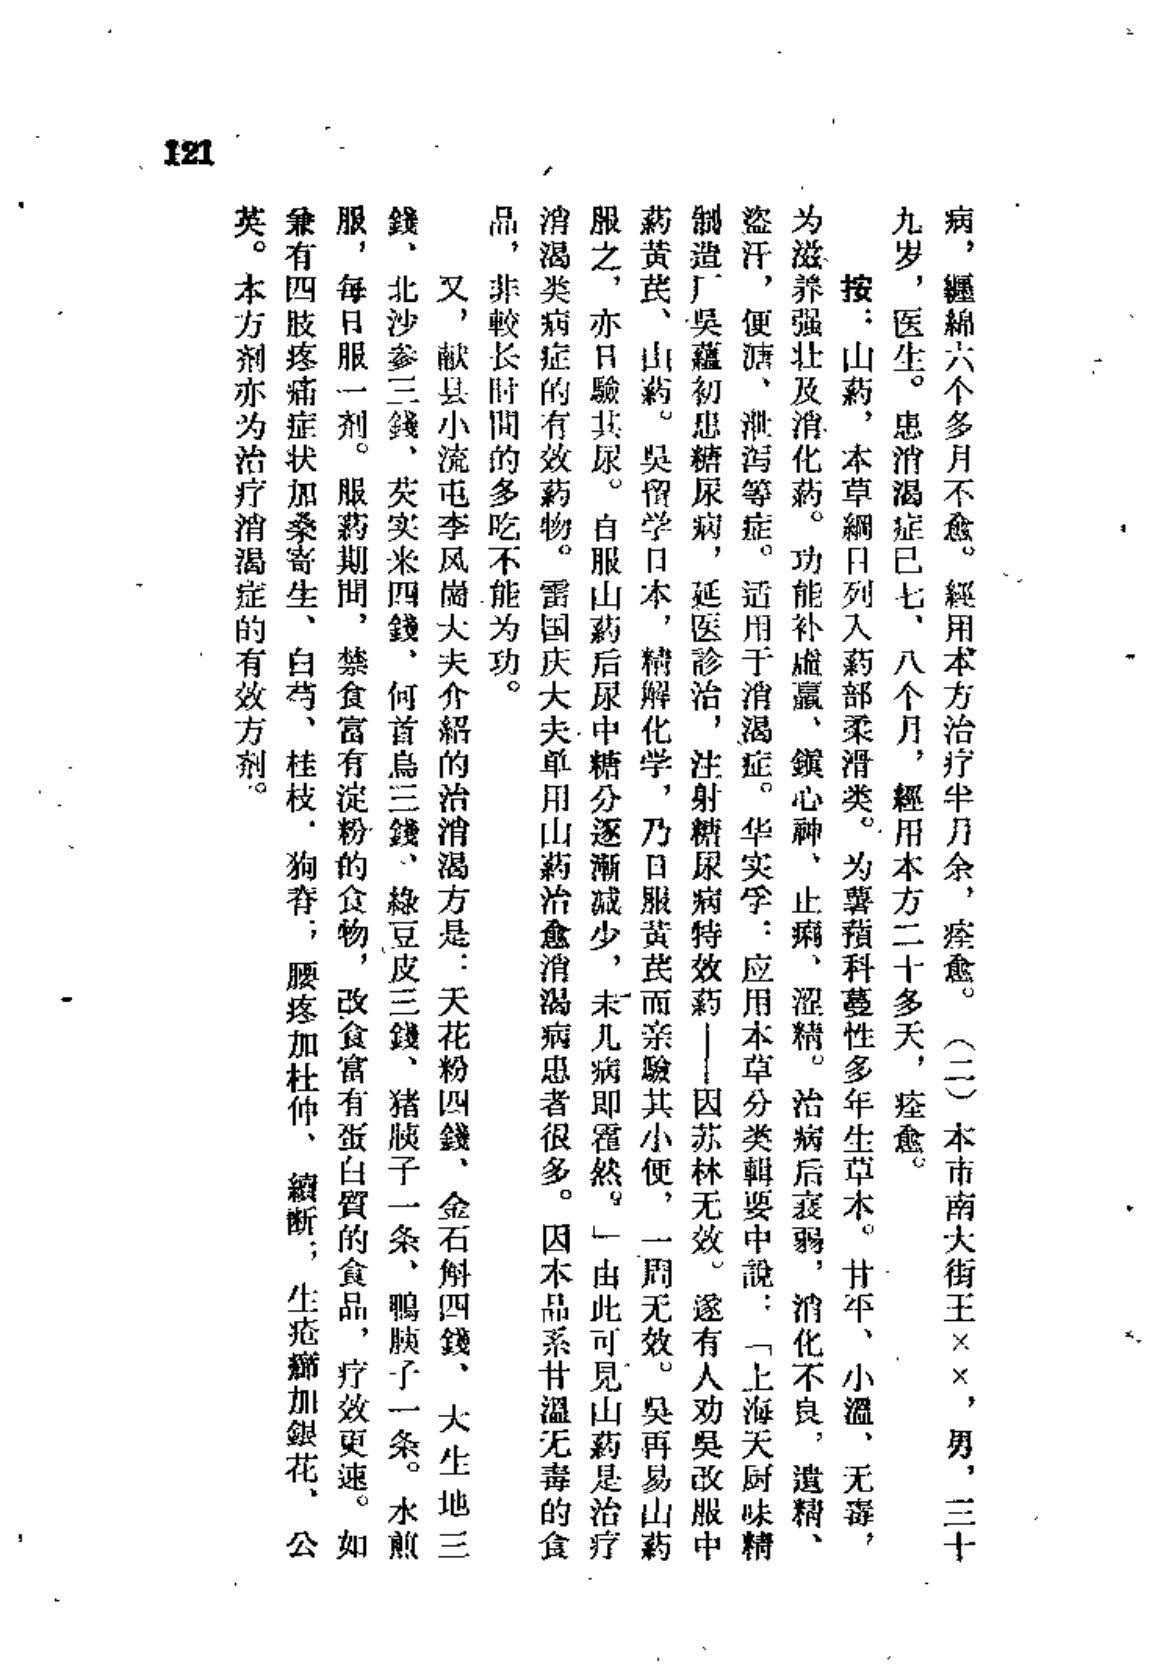 病，纒綿六个多月不愈。經用本方治疗半月余，痊愈。（二）本市南大街王××，男，三十
九岁，医生。患消渴症已七、八个月，經用本方二十多天，痊愈。
按：山葯，本草綱目列入葯部柔滑类。为薯蕷科蔓性多年生草本。甘平、小溫、无毒，
为滋养强壮及消化葯。功能补虛羸、鎭心神、止痢、涩精。治病后衰弱，消化不良，遺精、
盗汗，便溏、泄泻等症。适用于消渴症。华实孚：应用本草分类輯要中說：「上海天厨味精
制造厂吳蘊初患糖尿病，延医診治，注射糖尿病特效葯——因苏林无效。遂有人劝吳改服中
葯黃芪、山葯。吳留学日本，精解化学，乃日服黃芪而亲驗其小便，一周无效。吳再易山葯
服之，亦日驗其尿。自服山葯后尿中糖分逐漸减少，未几病即霍然。」由此可見山葯是治疗
消渴类病症的有效葯物。雷国庆大夫单用山葯治愈消渴病患者很多。因本品系甘溫无毒的食
品，非較长时間的多吃不能为功。
又，献县小流屯李风崗大夫介紹的治消渴方是：天花粉四錢、金石斛四錢、大生地三
錢、北沙参三錢、芡实米四錢、何首烏三錢、綠豆皮三錢、猪胰子一条、鴨胰子一条。水煎
服，每日服一剂。服葯期間，禁食富有淀粉的食物，改食富有蛋白質的食品，疗效更速。如
兼有四肢疼痛症状加桑寄生、白芍、桂枝．狗脊；腰疼加杜仲、續断；生疮癤加銀花、公
英。本方剂亦为治疗消渴症的有效方剂。
121